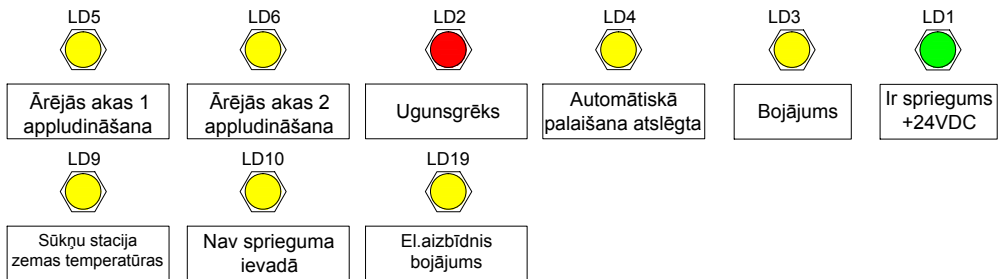 LD5 LD6 LD2 LD4 LD3 LD1
Ārējās akas 1
appludināšana
Ārējās akas 2
appludināšana
Ugunsgrēks
Automātiskā
palaišana atslēgta
Bojājums
Ir spriegums
+24VDC
LD9 LD10 LD19
Sūkņu stacija
zemas temperatūras
Nav sprieguma
ievadā
El.aizbīdnis
bojājums